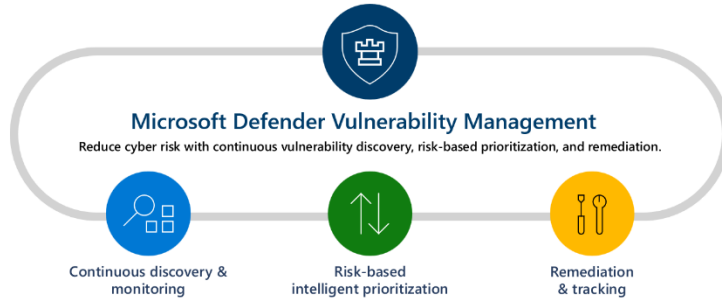 Microsoft Defender Vulnerability Management
Reduce cyber risk with continuous vulnerability discovery, risk-based prioritization, and remediation.
Continuous discovery &
monitoring
Risk-based
intelligent prioritization
Remediation
& tracking